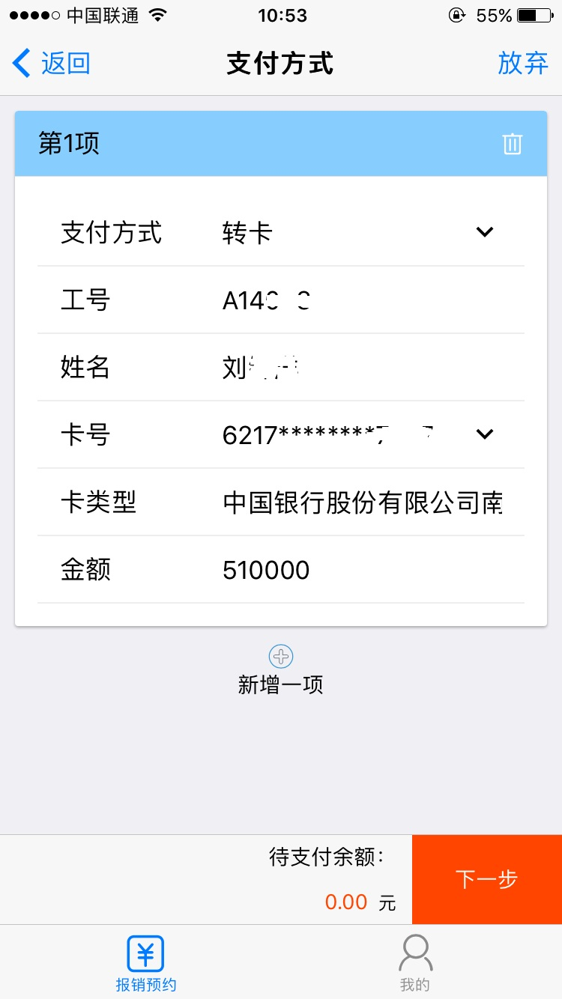 中国联通
10:53
55%
返回
支付方式
放弃
第1项
支付方式 转卡
工号 A14
姓名 刘
卡号 6217********
卡类型 中国银行股份有限公司南
金额 510000
新增一项
待支付余额：
0.00 元
下一步
报销预约
我的